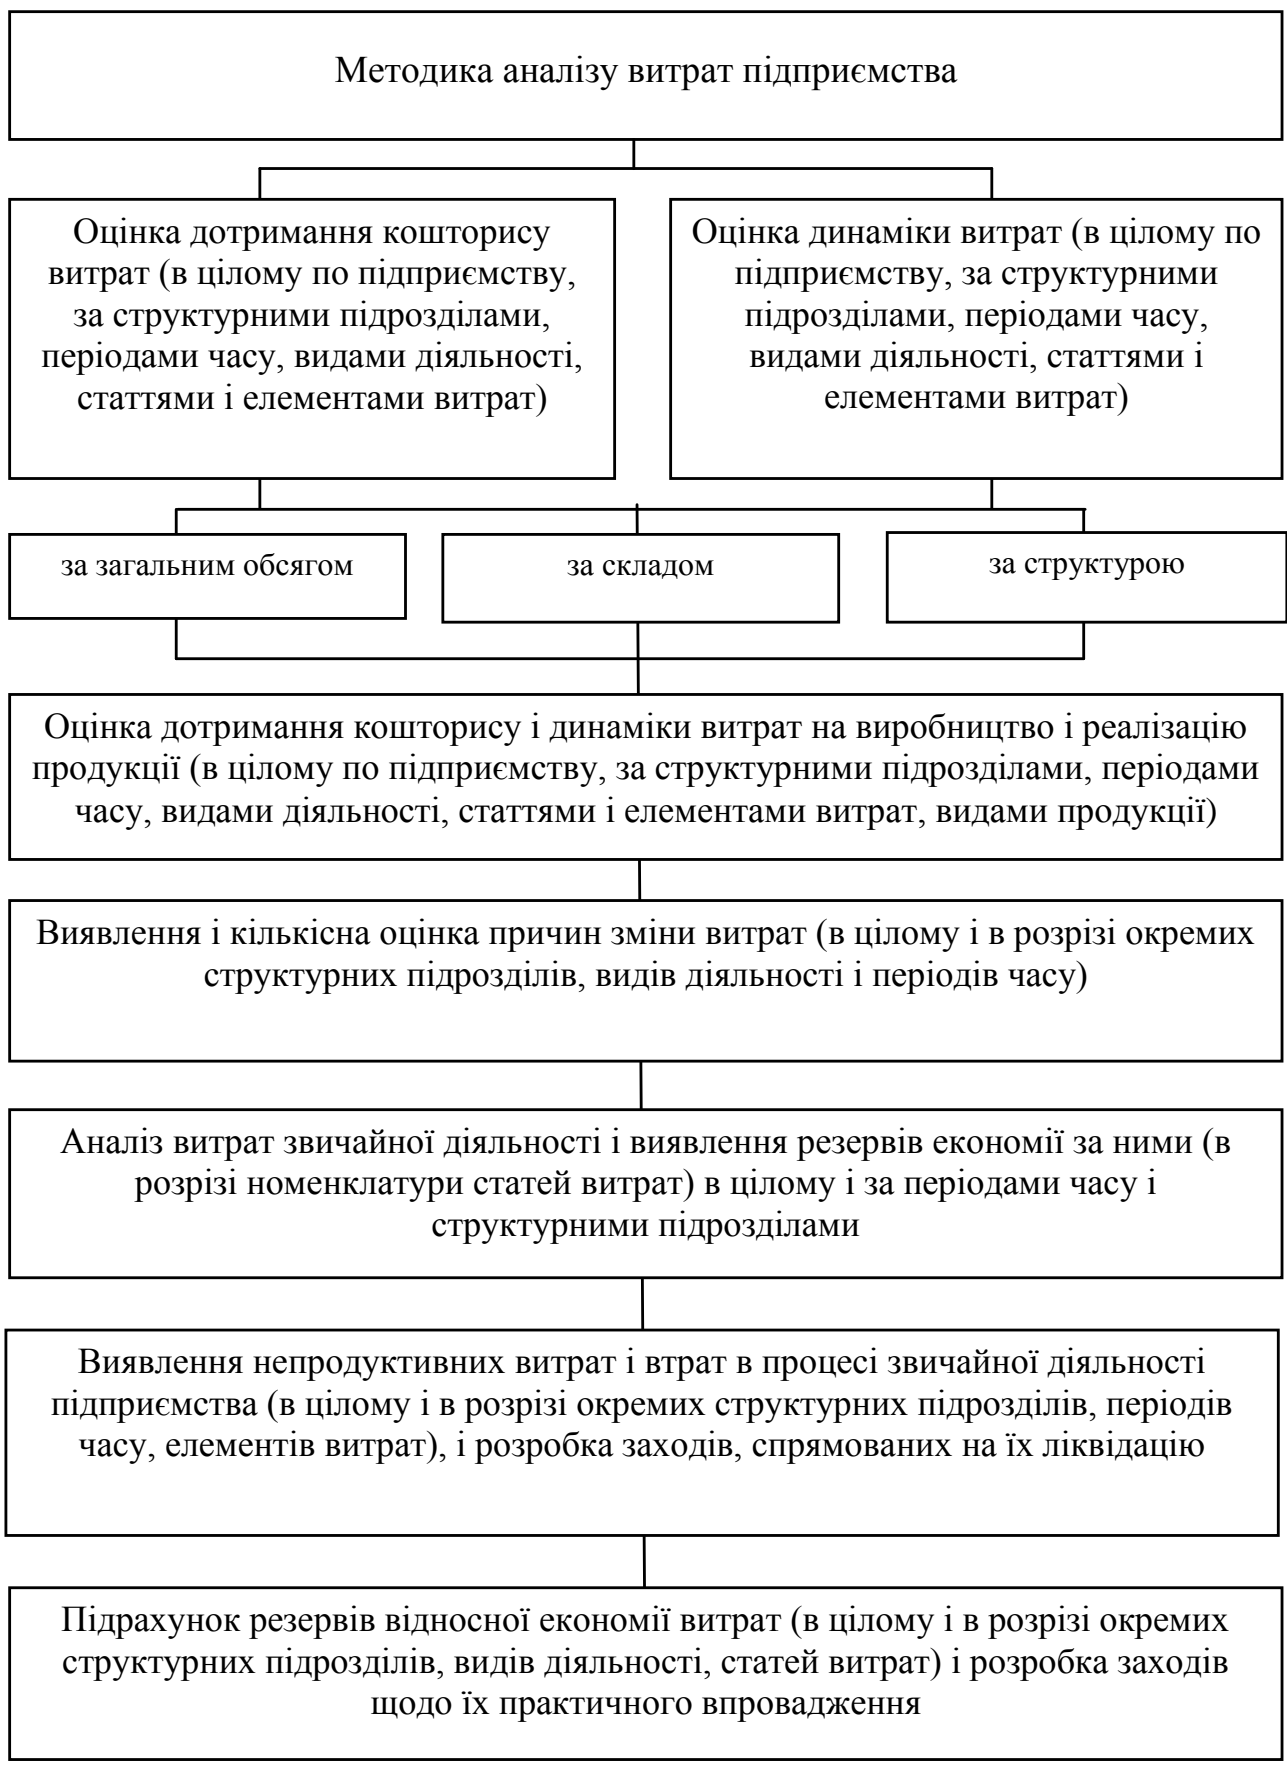 Методика аналізу витрат підприємства
Оцінка дотримання кошторису
витрат (в цілому по підприємству,
за структурними підрозділами,
періодами часу, видами діяльності,
статтями і елементами витрат)
Оцінка динаміки витрат (в цілому по
підприємству, за структурними
підрозділами, періодами часу,
видами діяльності, статтями і
елементами витрат)
за загальним обсягом
за складом
за структурою
Оцінка дотримання кошторису і динаміки витрат на виробництво і реалізацію
продукції (в цілому по підприємству, за структурними підрозділами, періодами
часу, видами діяльності, статтями і елементами витрат, видами продукції)
Виявлення і кількісна оцінка причин зміни витрат (в цілому і в розрізі окремих
структурних підрозділів, видів діяльності і періодів часу)
Аналіз витрат звичайної діяльності і виявлення резервів економії за ними (в
розрізі номенклатури статей витрат) в цілому і за періодами часу і
структурними підрозділами
Виявлення непродуктивних витрат і втрат в процесі звичайної діяльності
підприємства (в цілому і в розрізі окремих структурних підрозділів, періодів
часу, елементів витрат), і розробка заходів, спрямованих на їх ліквідацію
Підрахунок резервів відносної економії витрат (в цілому і в розрізі окремих
структурних підрозділів, видів діяльності, статей витрат) і розробка заходів
щодо їх практичного впровадження